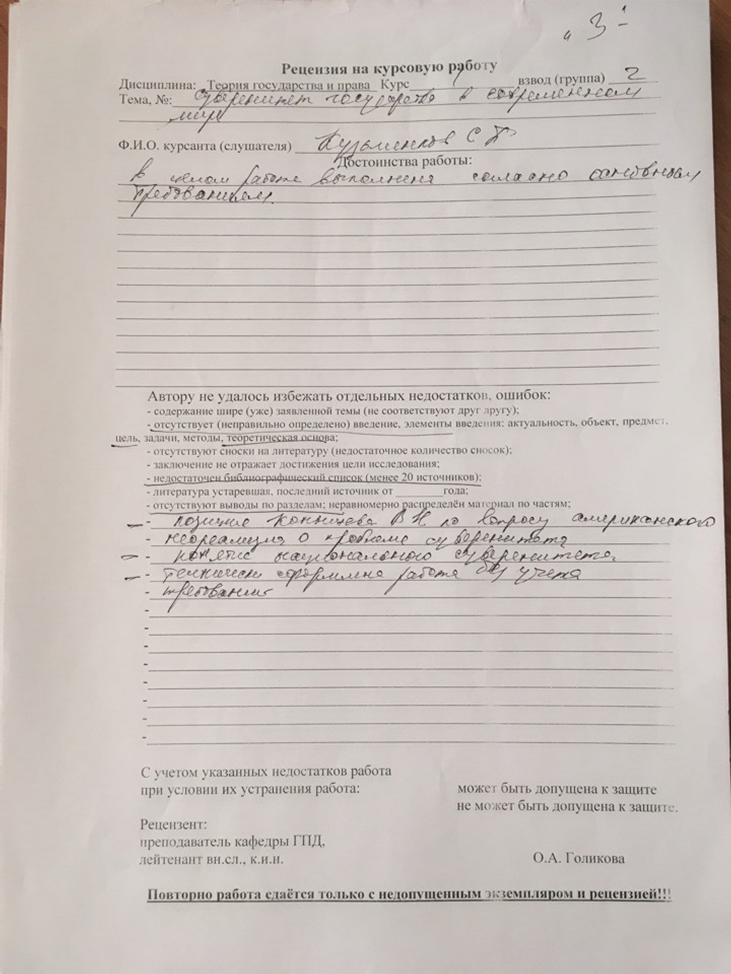 „ 3 -
Рецензия на курсовую работу
Дисциплина: Теория государства и права Курс 1 взвод (группа) 2
Тема, №: Суверенитет государства в современном
мире
Ф.И.О. курсанта (слушателя) Кузьменков С
Достоинства работы:
В целом работа выполнена согласно основным
требованиям.
Автору не удалось избежать отдельных недостатков, ошибок:
- содержание шире (уже) заявленной темы (не соответствуют друг другу);
- отсутствует (неправильно определено) введение, элементы введения: актуальность, объект, предмет,
цель, задачи, методы, теоретическая основа;
- отсутствуют сноски на литературу (недостаточное количество сносок);
- заключение не отражает достижения цели исследования;
- недостаточен библиографический список (менее 20 источников);
- литература устаревшая, последний источник от ________ года;
- отсутствуют выводы по разделам; неравномерно распределён материал по частям;
- позиция Конышева В Н по вопросу американского
- неореализма о проблеме суверенитета
- понятие национального суверенитета.
- технически оформлена работа без учета
- требований
-
-
-
-
-
-
-
-
С учетом указанных недостатков работа
при условии их устранения работа: может быть допущена к защите
не может быть допущена к защите.
Рецензент:
преподаватель кафедры ГПД,
лейтенант вн.сл., к.и.н. О.А. Голикова
Повторно работа сдаётся только с недопущенным экземпляром и рецензией!!!